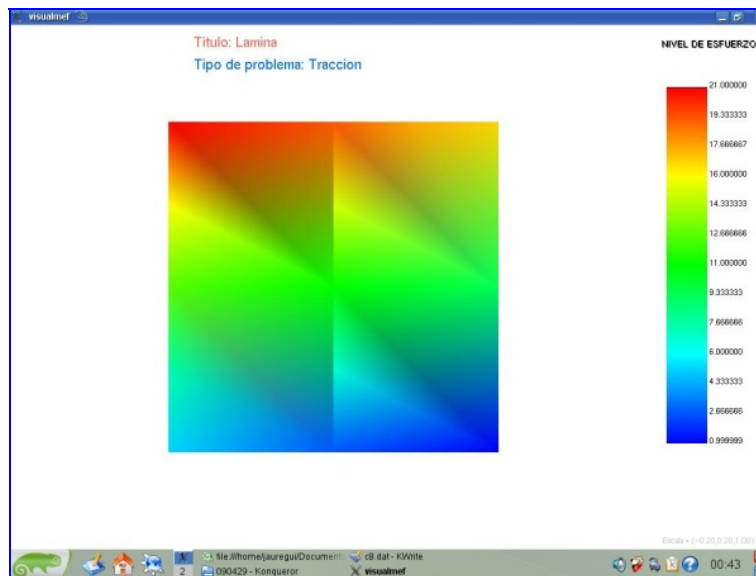 visualmef
Titulo: Lamina
Tipo de problema: Traccion
NIVEL DE ESFUERZO
21.000000
19.333333
17.666667
16.000000
14.333333
12.666666
11.000000
9.333333
7.666666
6.000000
4.333333
2.666666
0.999999
file:///home/jauregui/Document
c8.dat - KWrite
2
090429 - Konqueror
visualmef
00:43